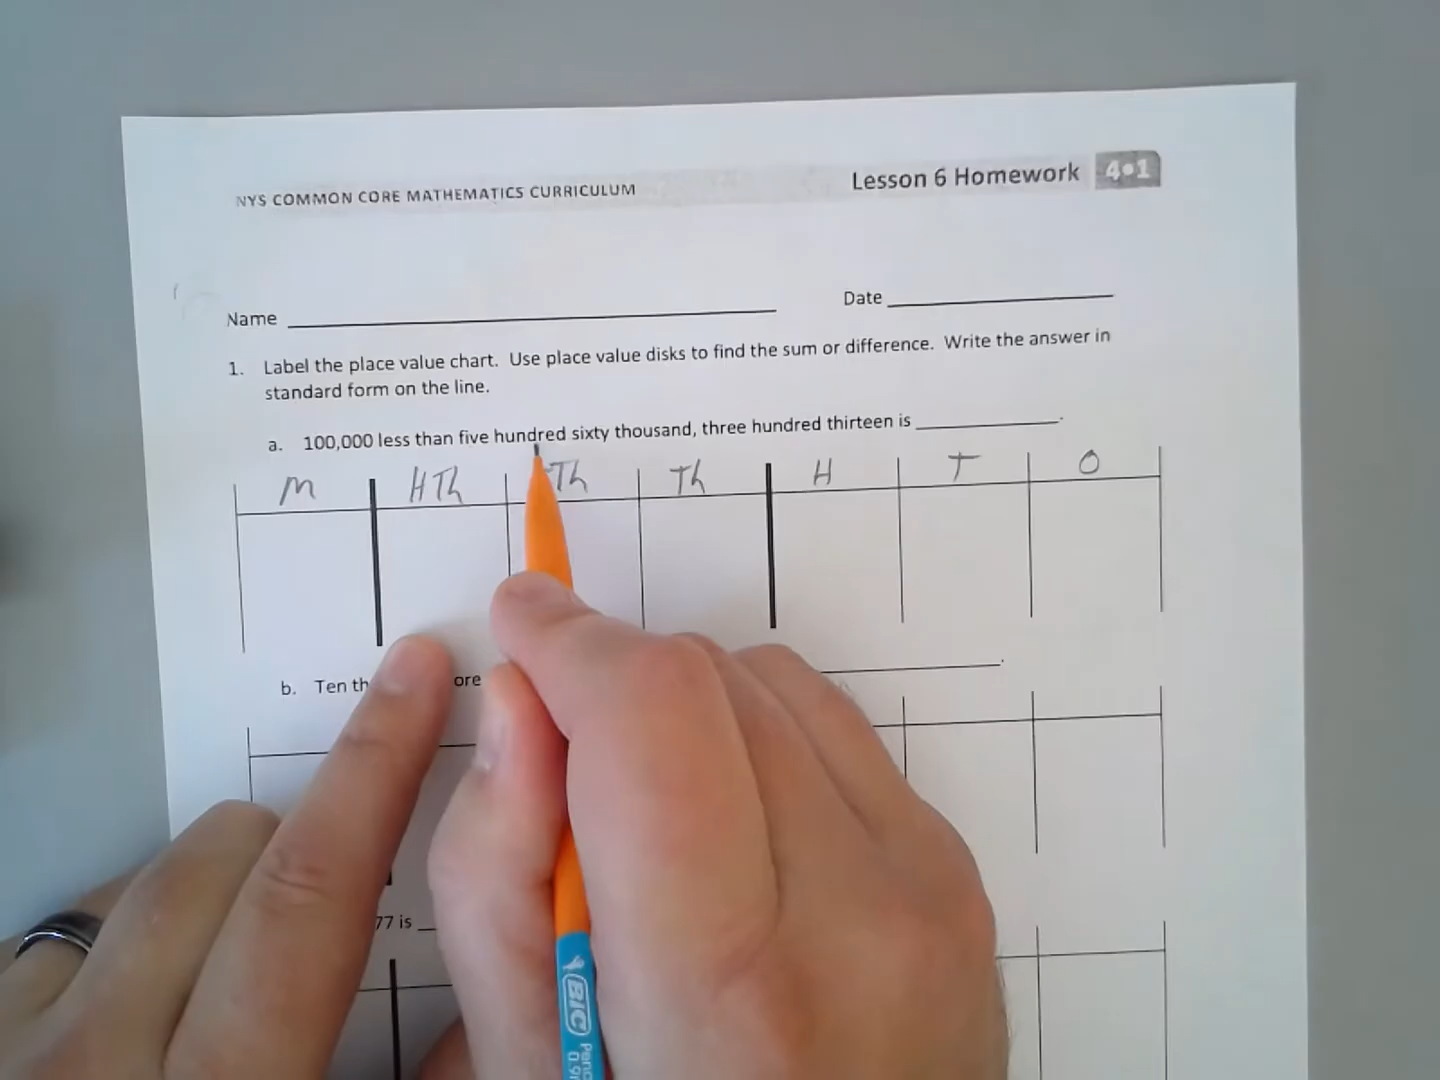 NYS COMMON CORE MATHEMATICS CURRICULUM
Lesson 6 Homework 4•1
Name
Date
1. Label the place value chart. Use place value disks to find the sum or difference. Write the answer in
standard form on the line.
a. 100,000 less than five hundred sixty thousand, three hundred thirteen is
M HTh Th Th H T O
b. Ten
77 is
BIC